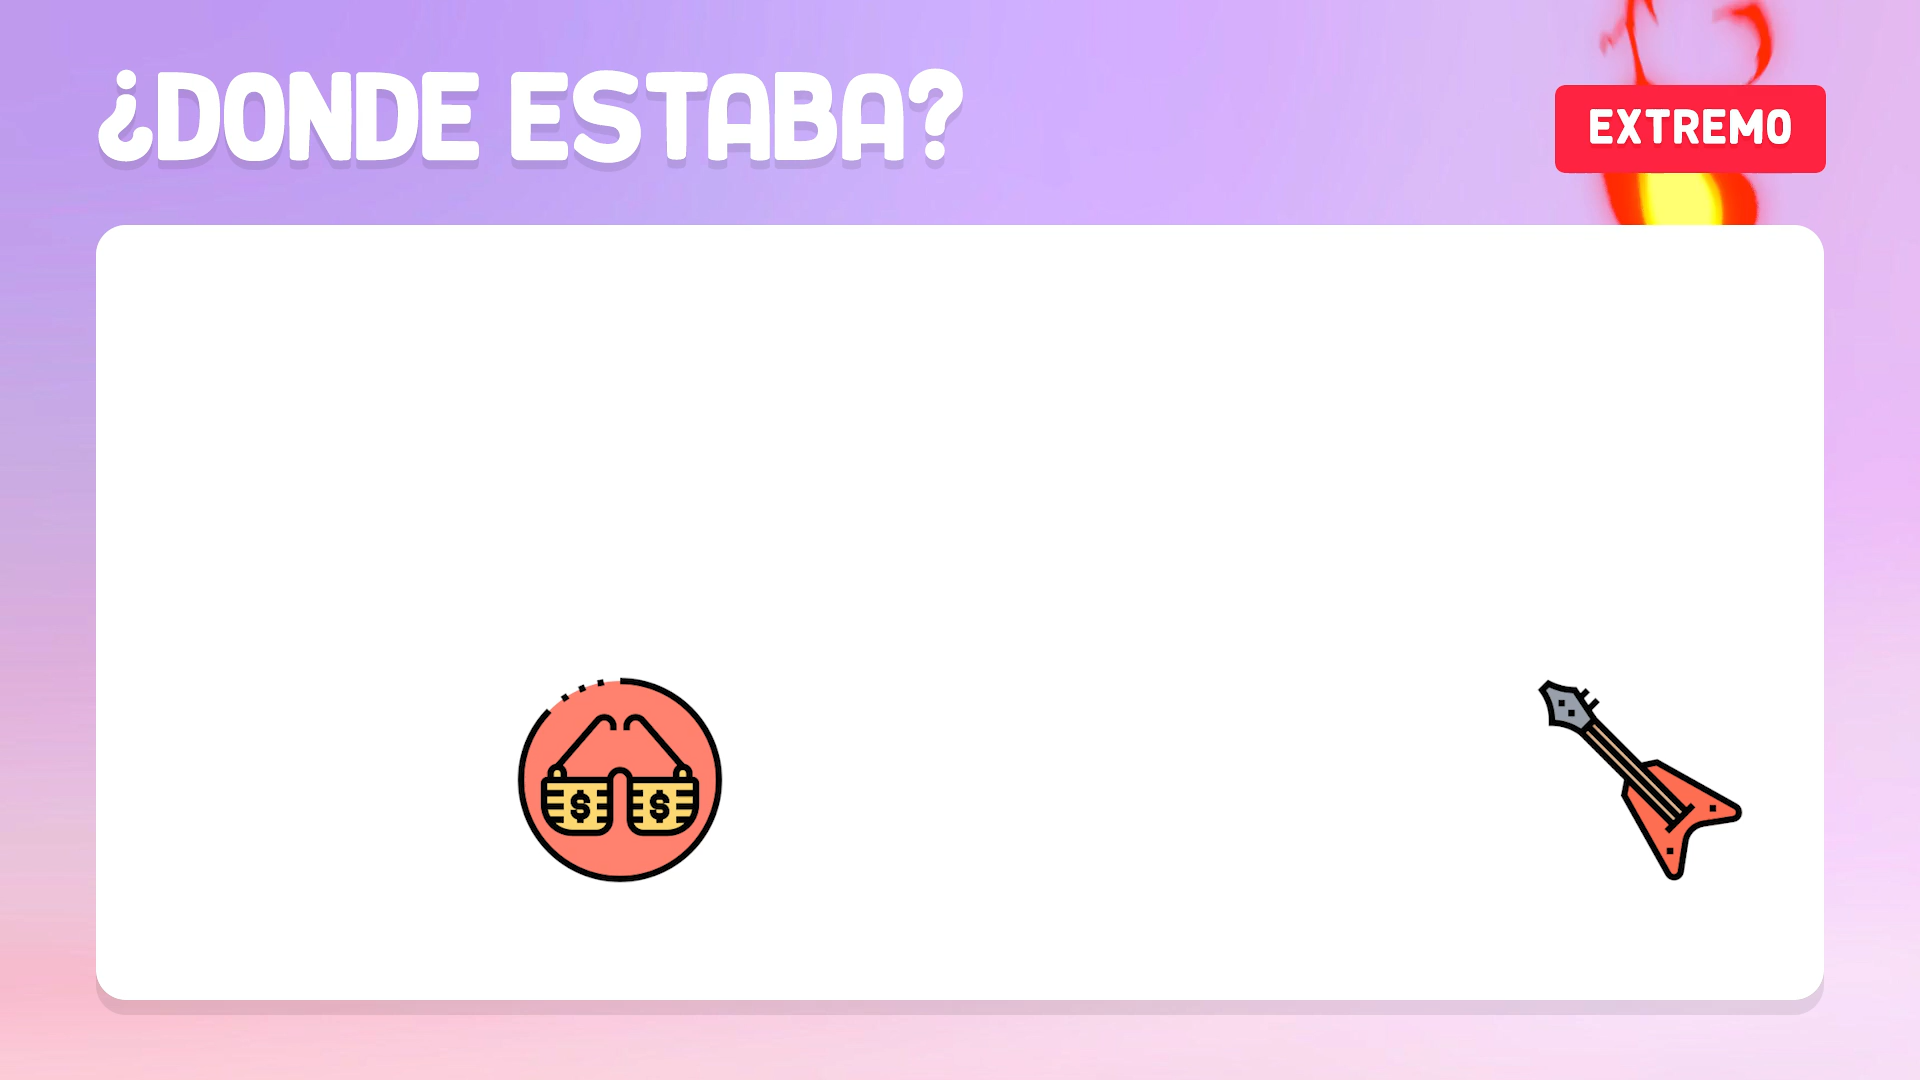 ¿DONDE ESTABA?
EXTREMO
$ $